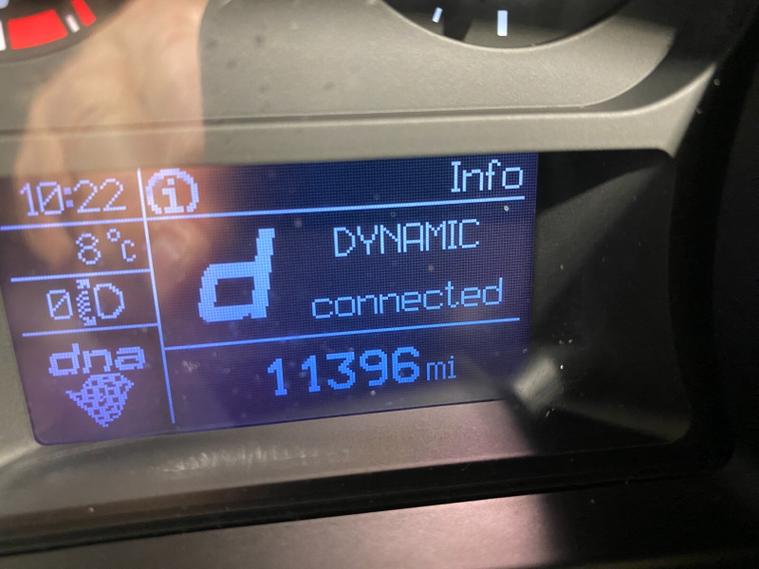 10:22
Info
8°C
DYNAMIC
0 D
connected
dna
d
11396 mi